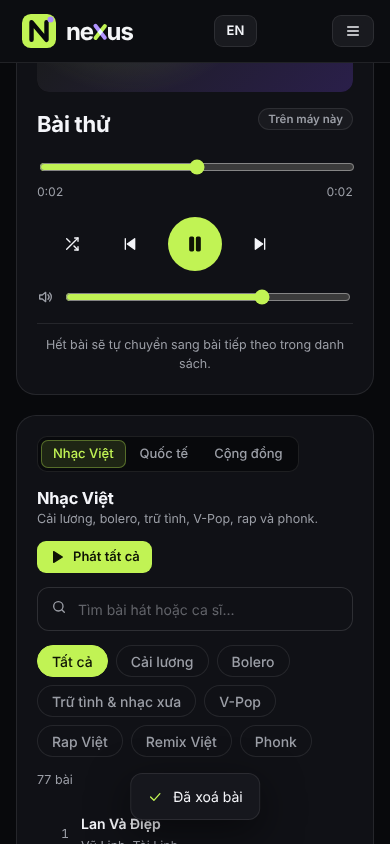 nexus
EN
Bài thử
Trên máy này
0:02
0:02
Hết bài sẽ tự chuyển sang bài tiếp theo trong danh
sách.
Nhạc Việt
Quốc tế
Cộng đồng
Nhạc Việt
Cải lương, bolero, trữ tình, V-Pop, rap và phonk.
Phát tất cả
Tìm bài hát hoặc ca sĩ...
Tất cả
Cải lương
Bolero
Trữ tình & nhạc xưa
V-Pop
Rap Việt
Remix Việt
Phonk
77 bài
Đã xoá bài
1
Lan Và Điệp